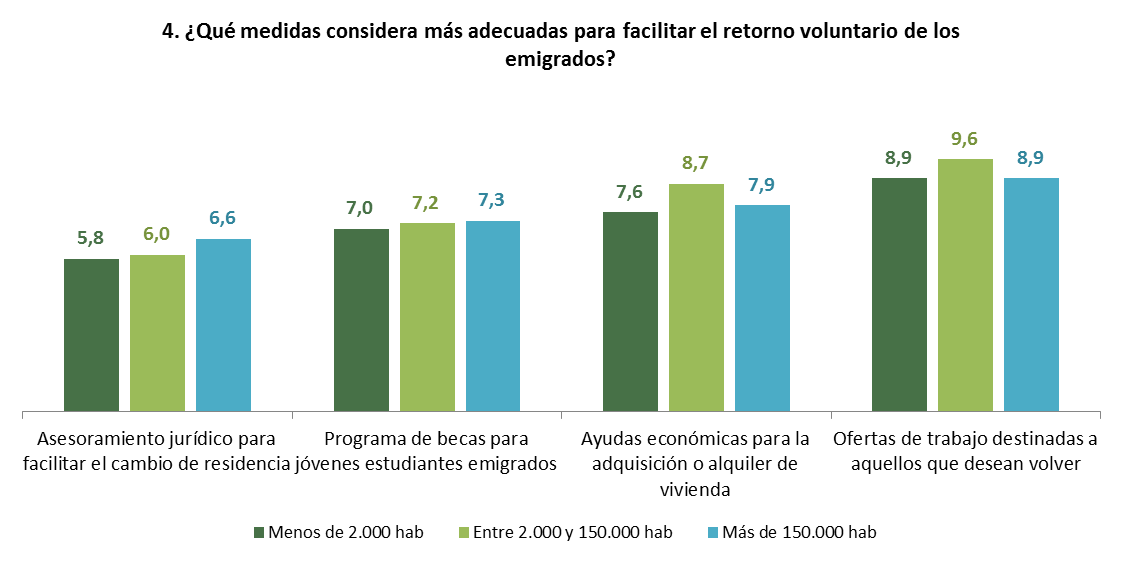 4. ¿Qué medidas considera más adecuadas para facilitar el retorno voluntario de los
emigrados?
5,8
6,0
6,6
7,0
7,2
7,3
7,6
8,7
7,9
8,9
9,6
8,9
Asesoramiento jurídico para
facilitar el cambio de residencia
Programa de becas para
jóvenes estudiantes emigrados
Ayudas económicas para la
adquisición o alquiler de
vivienda
Ofertas de trabajo destinadas a
aquellos que desean volver
Menos de 2.000 hab
Entre 2.000 y 150.000 hab
Más de 150.000 hab